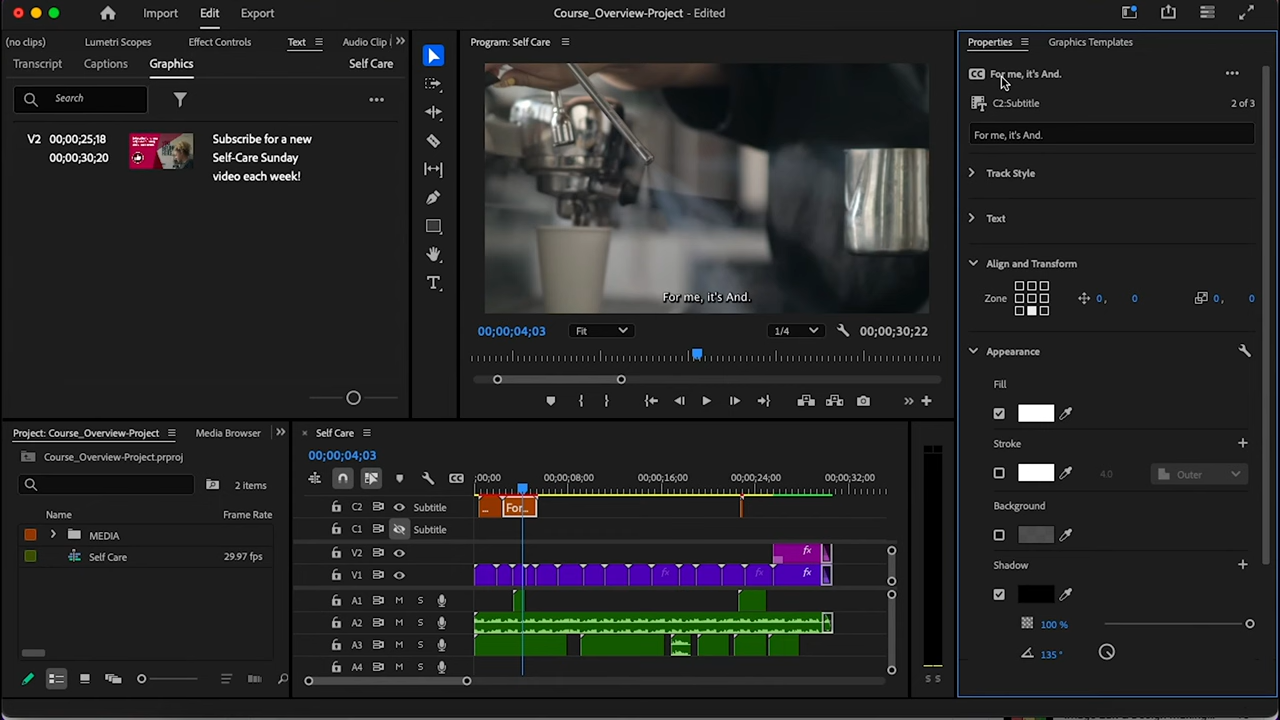 Import
Edit
Export
Course_Overview-Project - Edited
(no clips)
Lumetri Scopes
Effect Controls
Text
Audio Clip
Transcript
Captions
Graphics
Self Care
Search
V2
00;00;25;18
00;00;30;20
Subscribe for a new
Self-Care Sunday
video each week!
Program: Self Care
For me, it's And.
00;00;04;03
Fit
1/4
00;00;30;22
Properties
Graphics Templates
CC
For me, it's And.
C2:Subtitle
2 of 3
For me, it's And.
Track Style
Text
Align and Transform
Zone
0,
0
0,
0
Appearance
Fill
Stroke
4.0
Outer
Background
Shadow
100 %
135 °
Project: Course_Overview-Project
Media Browser
Course_Overview-Project.prproj
2 items
Name
Frame Rate
MEDIA
Self Care
29.97 fps
Self Care
00;00;04;03
CC
;00;00
00;00;08;00
00;00;16;00
00;00;24;00
00;00;32;00
C2
Subtitle
...
For...
C1
Subtitle
V2
fx
V1
fx
fx
fx
A1
M
S
A2
M
S
A3
M
S
A4
M
S
S S